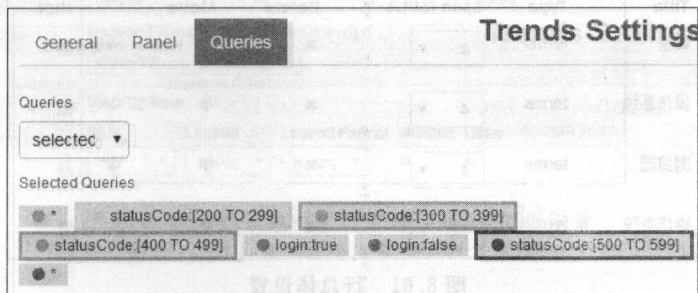 Trends Settings
General Panel Queries
Queries
selected
Selected Queries
* statusCode:[200 TO 299] statusCode:[300 TO 399]
statusCode:[400 TO 499] login:true login:false statusCode:[500 TO 599]
*